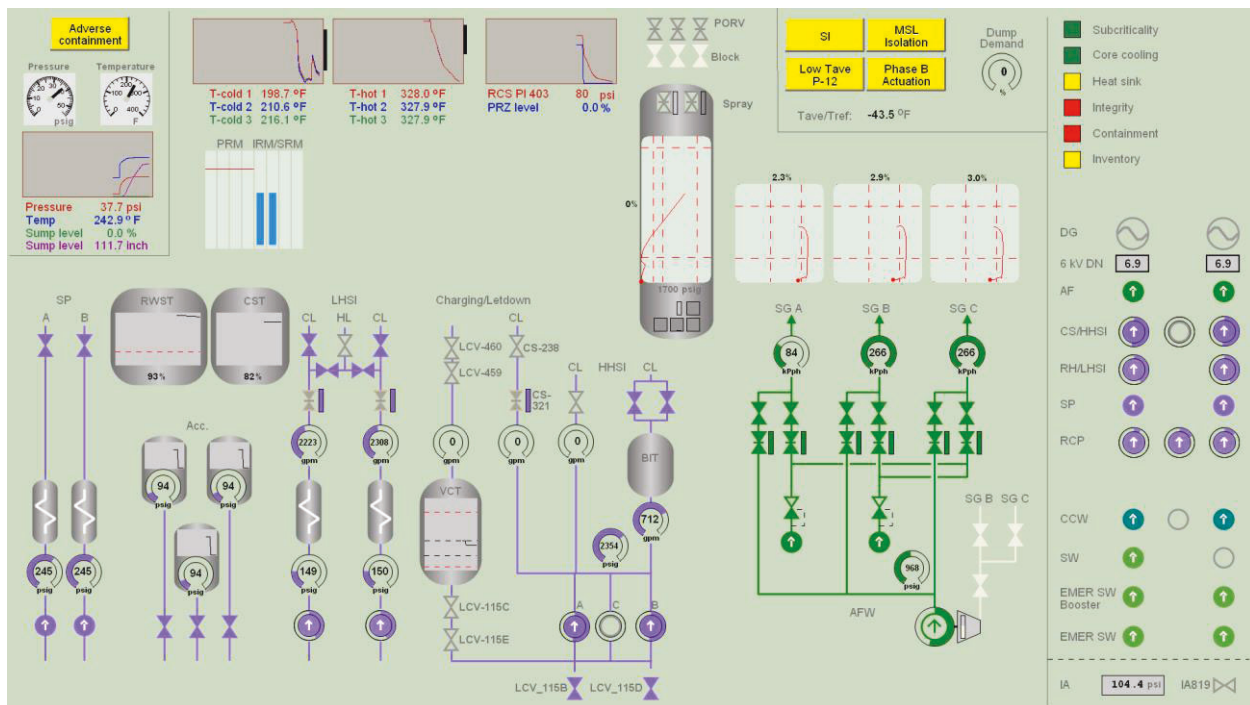 Adverse
containment
Pressure
Temperature
psig
F
Pressure 37.7 psi
Temp 242.9 º F
Sump level 0.0 %
Sump level 111.7 inch
T-cold 1 198.7 ºF
T-cold 2 210.6 ºF
T-cold 3 216.1 ºF
T-hot 1 328.0 ºF
T-hot 2 327.9 ºF
T-hot 3 327.9 ºF
RCS PI 403 80 psi
PRZ level 0.0 %
PRM IRM/SRM
PORV
Block
Spray
0%
1700 psig
SI
MSL
Isolation
Low Tave
P-12
Phase B
Actuation
Dump
Demand
0
%
Tave/Tref: -43.5 ºF
Subcriticality
Core cooling
Heat sink
Integrity
Containment
Inventory
2.3%
2.9%
3.0%
SG A
SG B
SG C
84
kPph
266
kPph
266
kPph
DG
6 kV DN 6.9 6.9
AF
CS/HHSI
RH/LHSI
SP
RCP
CCW
SW
EMER SW
Booster
EMER SW
IA 104.4 psi IA819
SP
A B
RWST
93%
CST
82%
LHSI
CL HL CL
Charging/Letdown
CL
LCV-460
LCV-459
CS-238
CS-
321
CL HHSI CL
Acc.
94
psig
94
psig
94
psig
245
psig
245
psig
2223
gpm
2308
gpm
149
psig
150
psig
0
gpm
0
gpm
0
gpm
BIT
712
gpm
2354
psig
VCT
LCV-115C
LCV-115E
A C B
LCV_115B LCV_115D
SG B SG C
968
psig
AFW